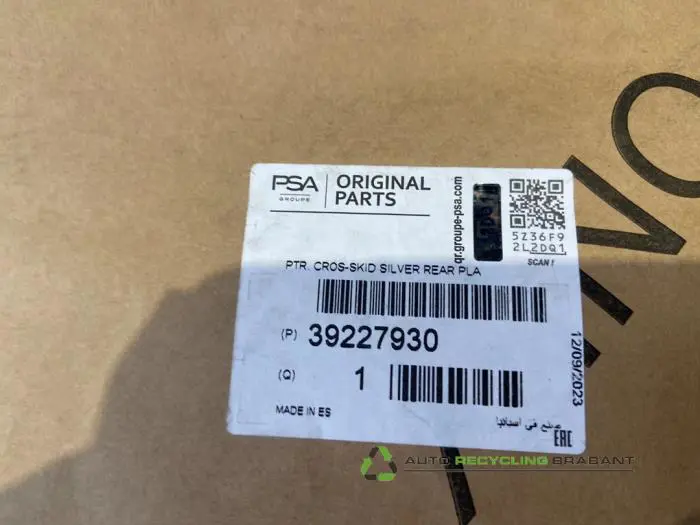 PSA GROUPE
ORIGINAL PARTS
qr.groupe-psa.com
5Z36F9
2L2DQ1
SCAN !
PTR. CROS-SKID SILVER REAR PLA
(P) 39227930
(Q) 1
12/09/2023
MADE IN ES
صنع في اسبانيا
EAC
AUTO RECYCLING BRABANT